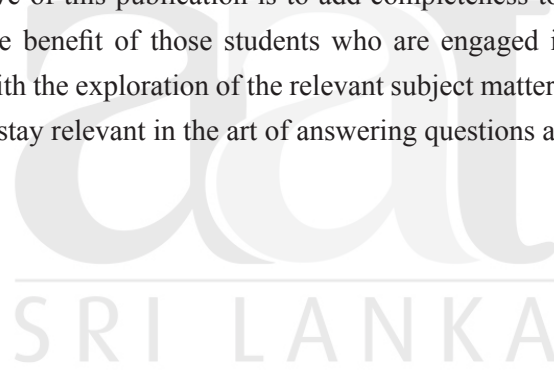 ve of this publication is to add completeness to
e benefit of those students who are engaged i
ith the exploration of the relevant subject matter
stay relevant in the art of answering questions a
aat
SRI LANKA